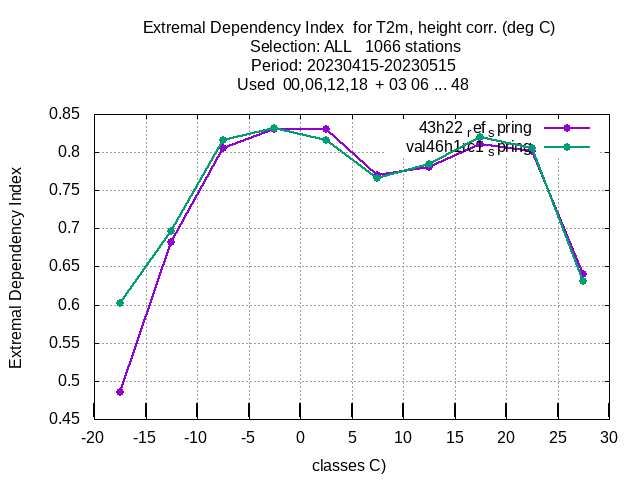 Extremal Dependency Index  for T2m, height corr. (deg C)
Selection: ALL   1066 stations
Period: 20230415-20230515
Used  00,06,12,18  + 03 06 ... 48
43h22 ref spring
val46h1 rc1 spring
Extremal Dependency Index
0.85
0.8
0.75
0.7
0.65
0.6
0.55
0.5
0.45
-20 -15 -10 -5 0 5 10 15 20 25 30
classes C)